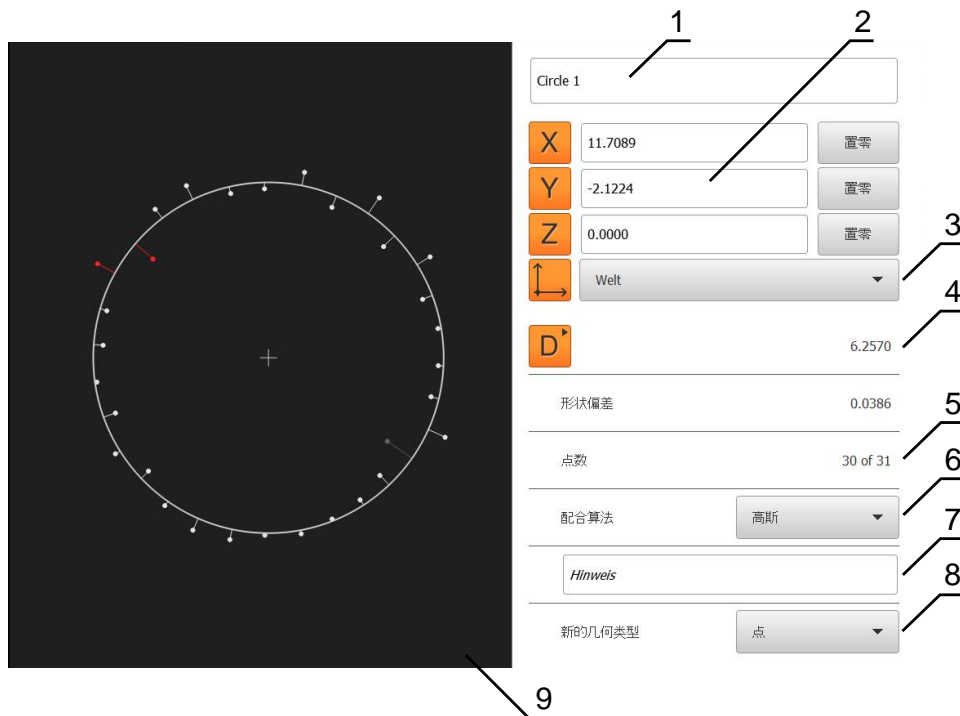 1
2
Circle 1
X 11.7089 置零
Y -2.1224 置零
Z 0.0000 置零
3
Welt
4
D 6.2570
形状偏差 0.0386
5
点数 30 of 31
6
配合算法 高斯
7
Hinweis
8
新的几何类型 点
9